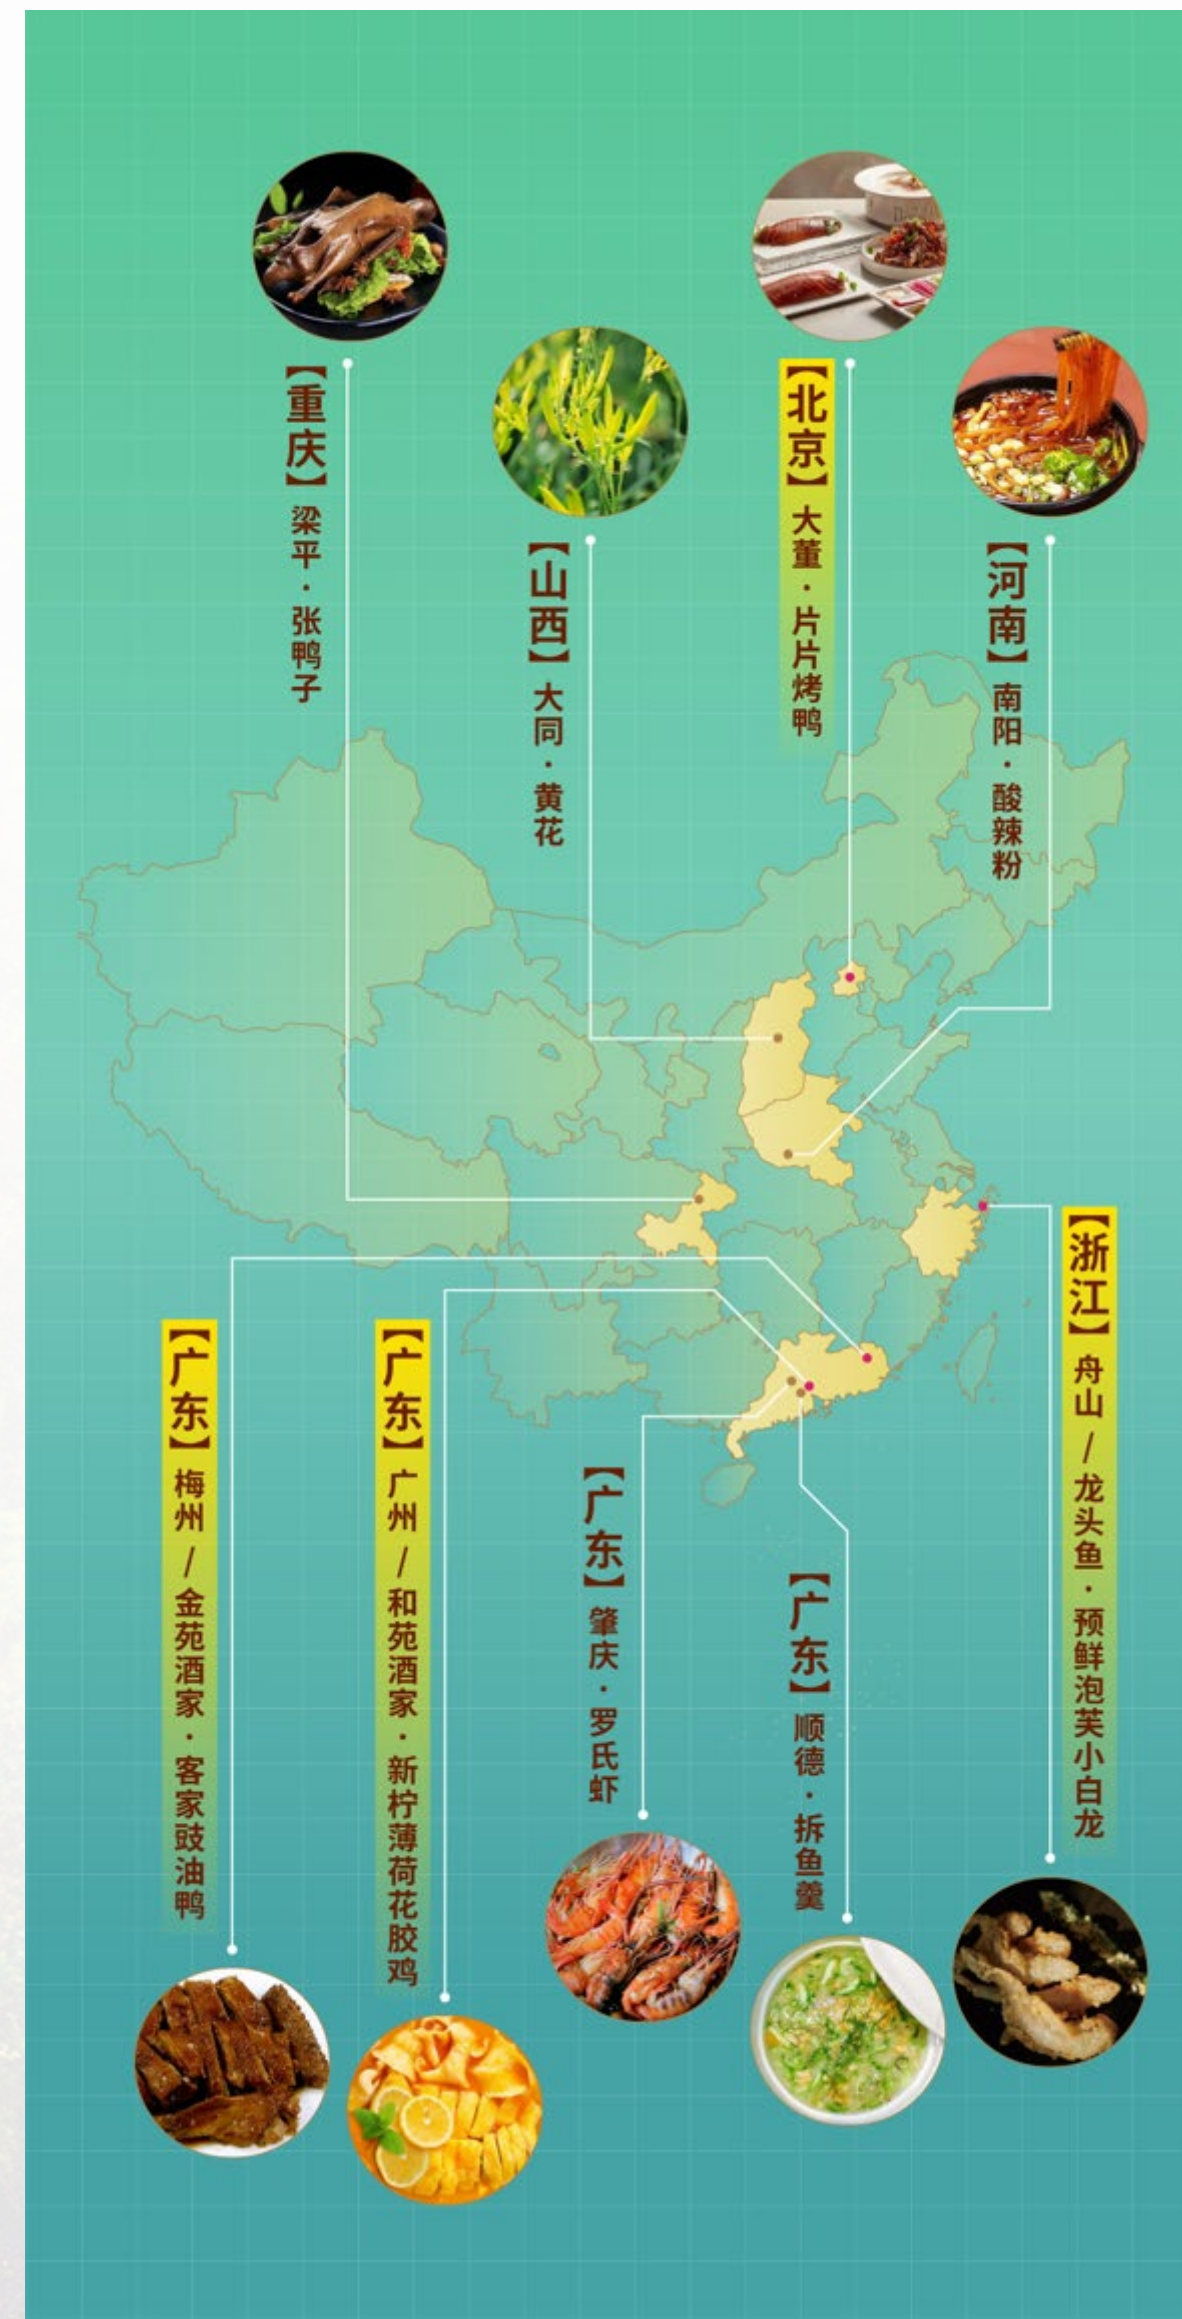 【重庆】梁平·张鸭子
【山西】大同·黄花
【北京】大董·片片烤鸭
【河南】南阳·酸辣粉
【广东】梅州/金苑酒家·客家豉油鸭
【广东】广州/和苑酒家·新柠薄荷花胶鸡
【广东】肇庆·罗氏虾
【广东】顺德·拆鱼羹
【浙江】舟山/龙头鱼·预鲜泡芙小白龙